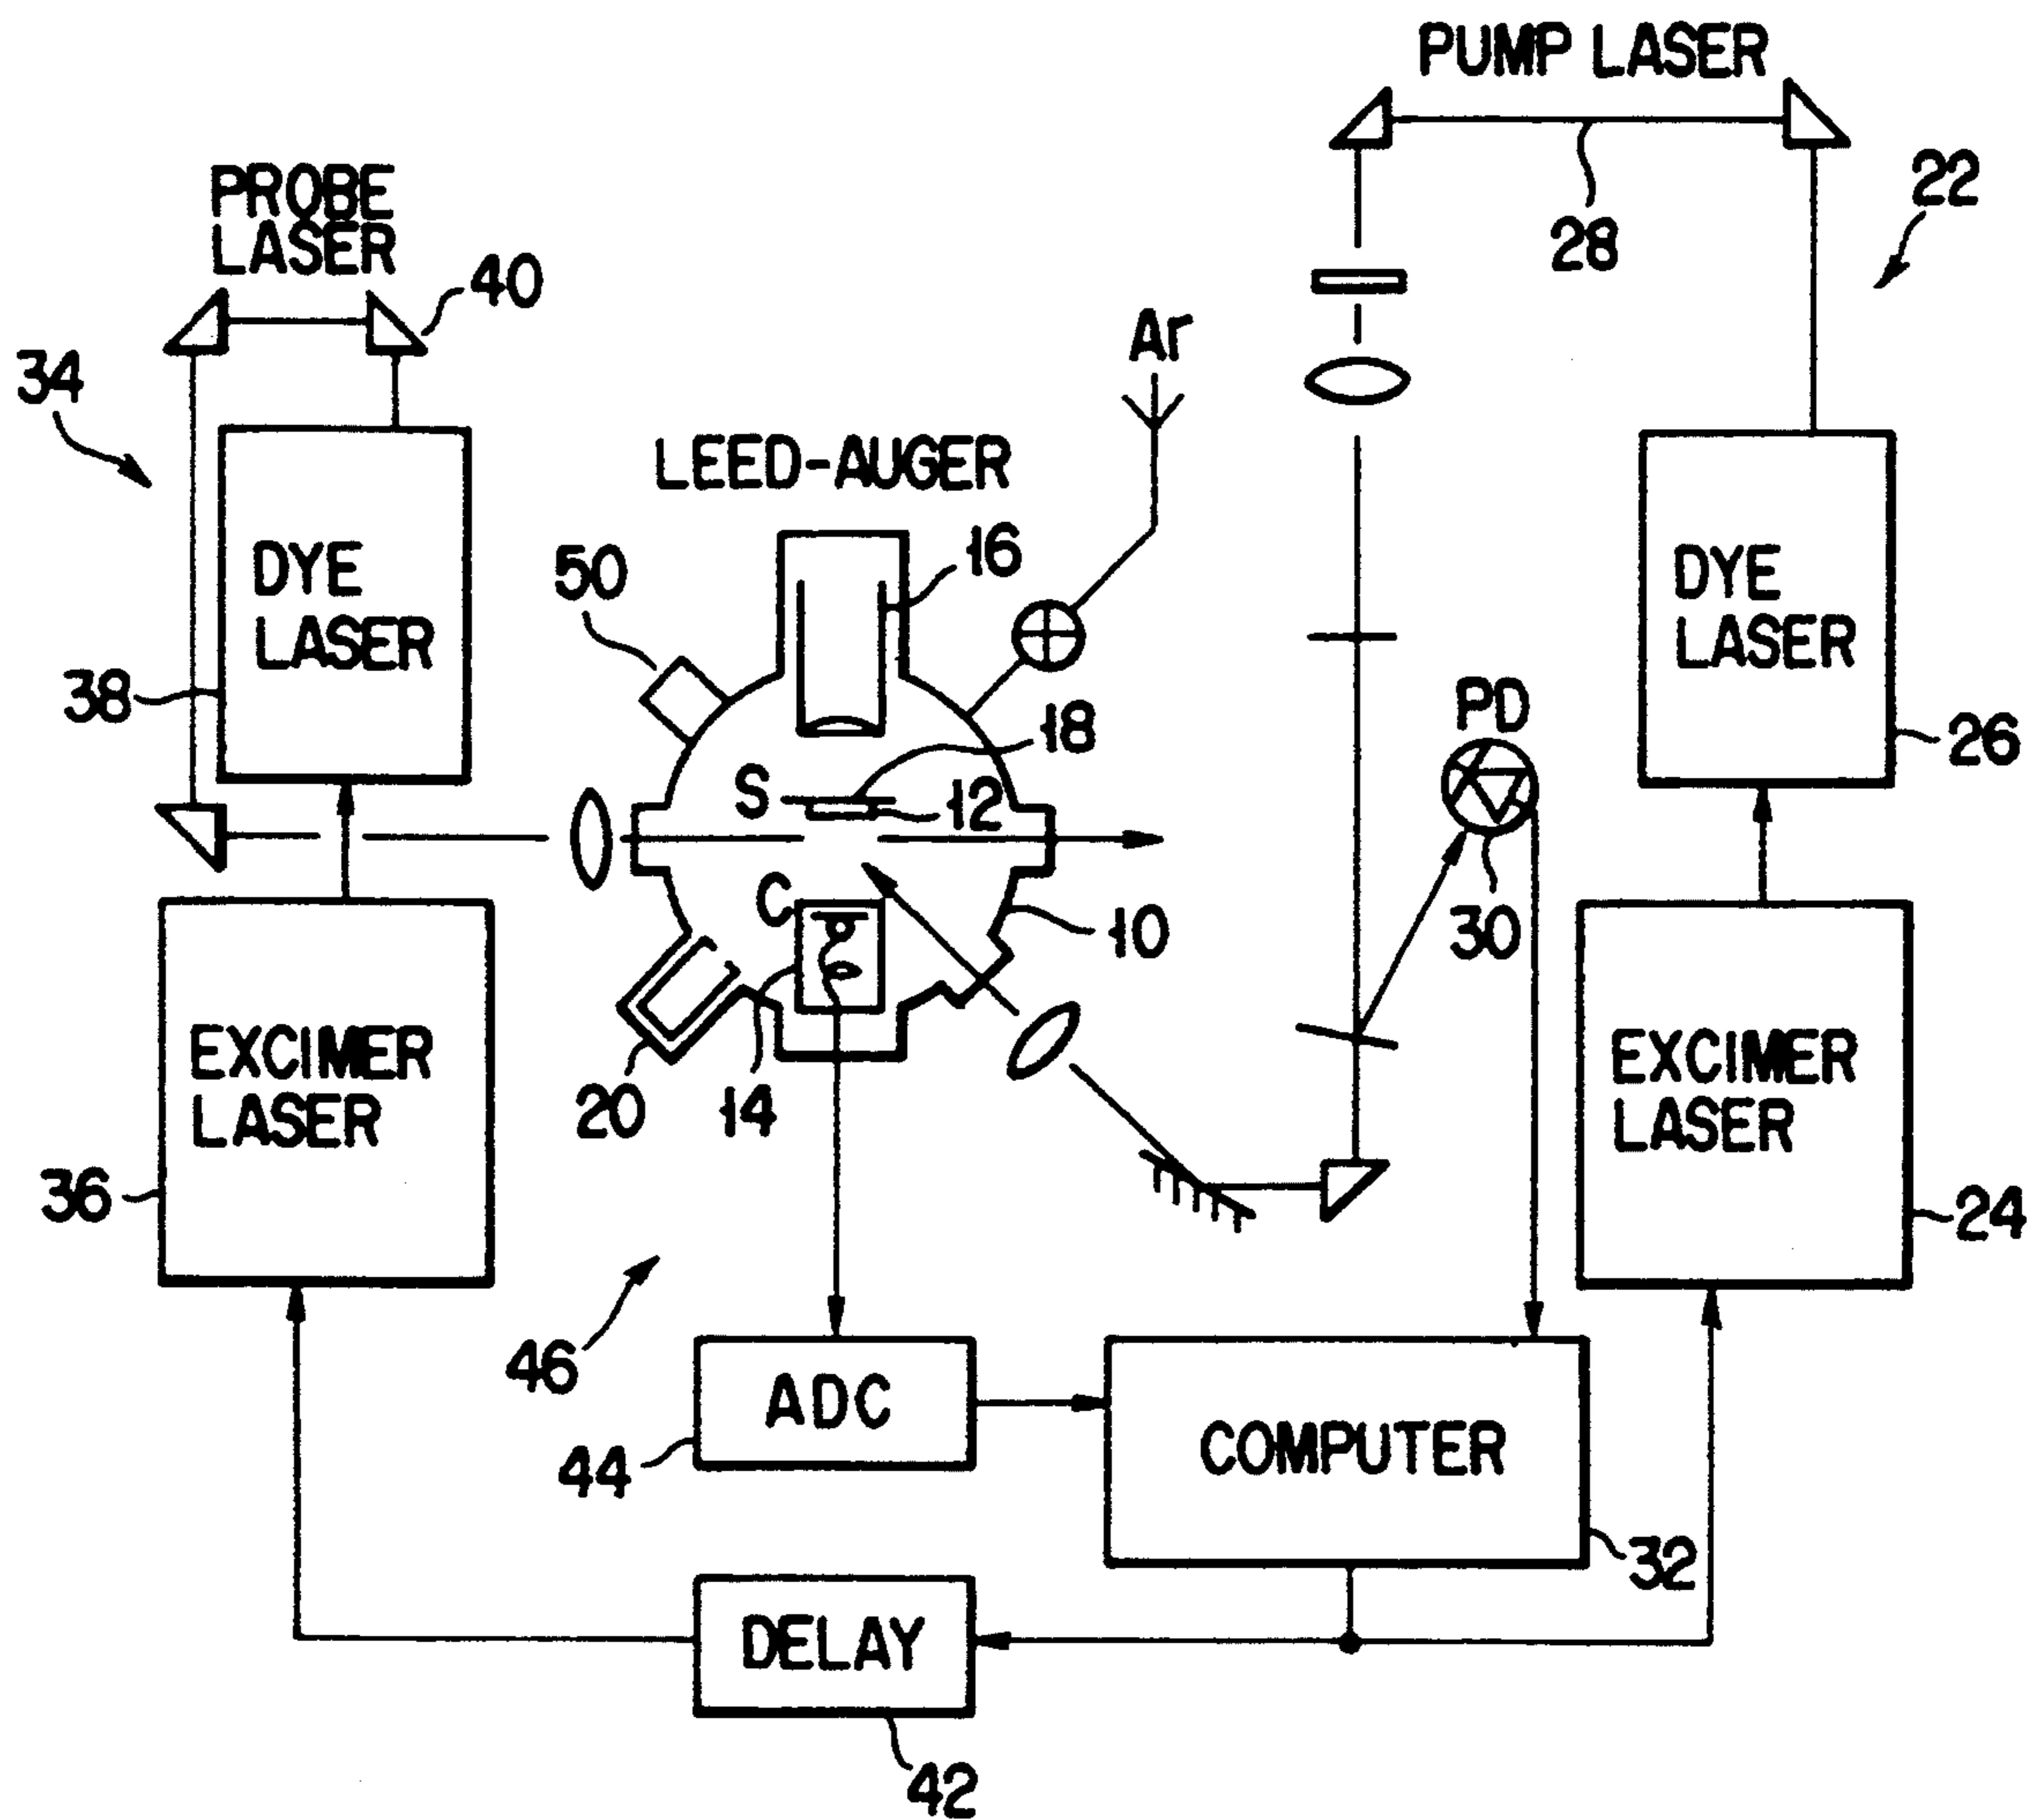 PUMP LASER
22
28
PROBE
LASER
40
34
Ar
LEED-AUGER
16
50
DYE
LASER
38
DYE
LASER
26
PD
18
S
12
30
C
10
20
14
EXCIMER
LASER
36
EXCIMER
LASER
24
46
ADC
44
COMPUTER
32
DELAY
42